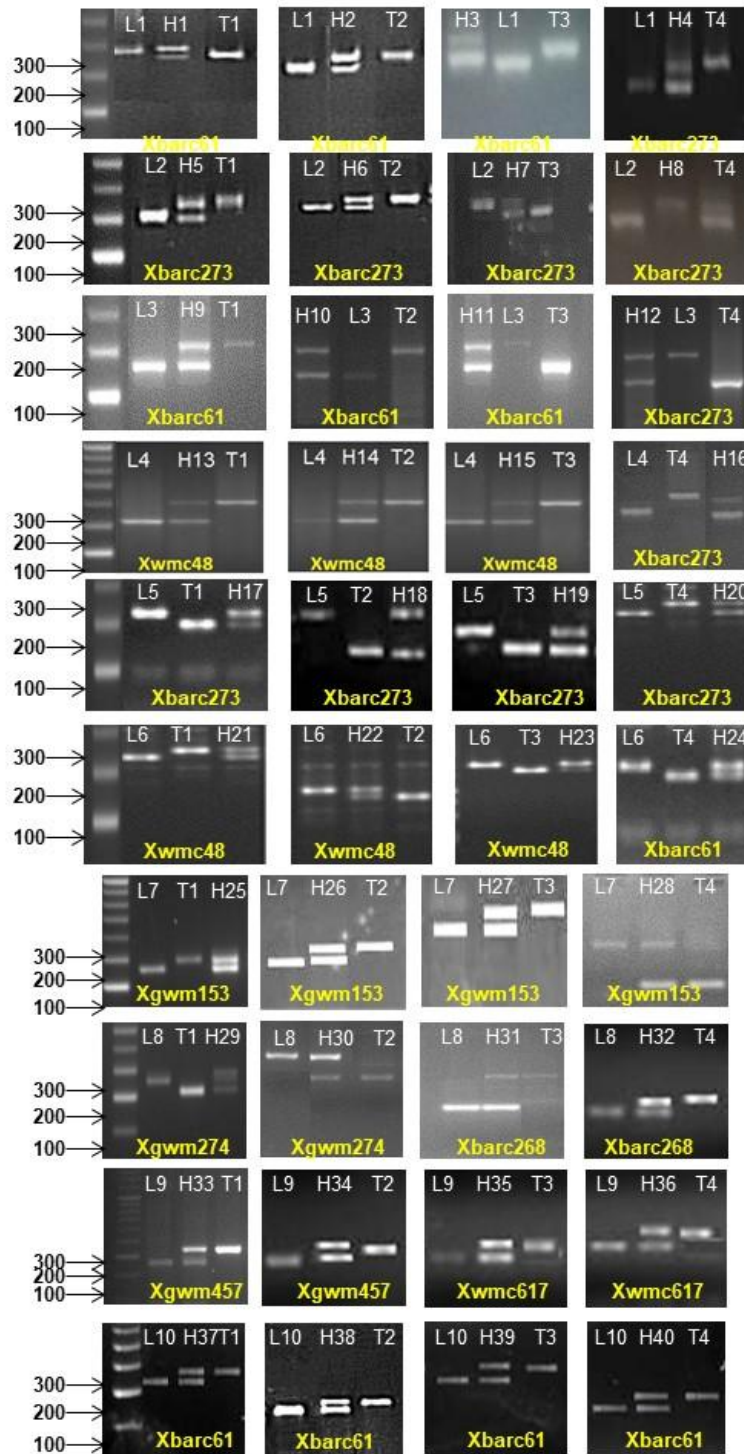 L1 H1 T1 L1 H2 T2 H3 L1 T3 L1 H4 T4
300
200
100
Xbarc61 Xbarc61 Xbarc61 Xbarc273
L2 H5 T1 L2 H6 T2 L2 H7 T3 L2 H8 T4
300
200
100
Xbarc273 Xbarc273 Xbarc273 Xbarc273
L3 H9 T1 H10 L3 T2 H11 L3 T3 H12 L3 T4
300
200
100
Xbarc61 Xbarc61 Xbarc61 Xbarc273
L4 H13 T1 L4 H14 T2 L4 H15 T3 L4 T4 H16
300
200
100
Xwmc48 Xwmc48 Xwmc48 Xbarc273
L5 T1 H17 L5 T2 H18 L5 T3 H19 L5 T4 H20
300
200
100
Xbarc273 Xbarc273 Xbarc273 Xbarc273
L6 T1 H21 L6 H22 T2 L6 T3 H23 L6 T4 H24
300
200
100
Xwmc48 Xwmc48 Xwmc48 Xbarc61
L7 T1 H25 L7 H26 T2 L7 H27 T3 L7 H28 T4
300
200
100
Xgwm153 Xgwm153 Xgwm153 Xgwm153
L8 T1 H29 L8 H30 T2 L8 H31 T3 L8 H32 T4
300
200
100
Xgwm274 Xgwm274 Xbarc268 Xbarc268
L9 H33 T1 L9 H34 T2 L9 H35 T3 L9 H36 T4
300
200
100
Xgwm457 Xgwm457 Xwmc617 Xwmc617
L10 H37 T1 L10 H38 T2 L10 H39 T3 L10 H40 T4
300
200
100
Xbarc61 Xbarc61 Xbarc61 Xbarc61